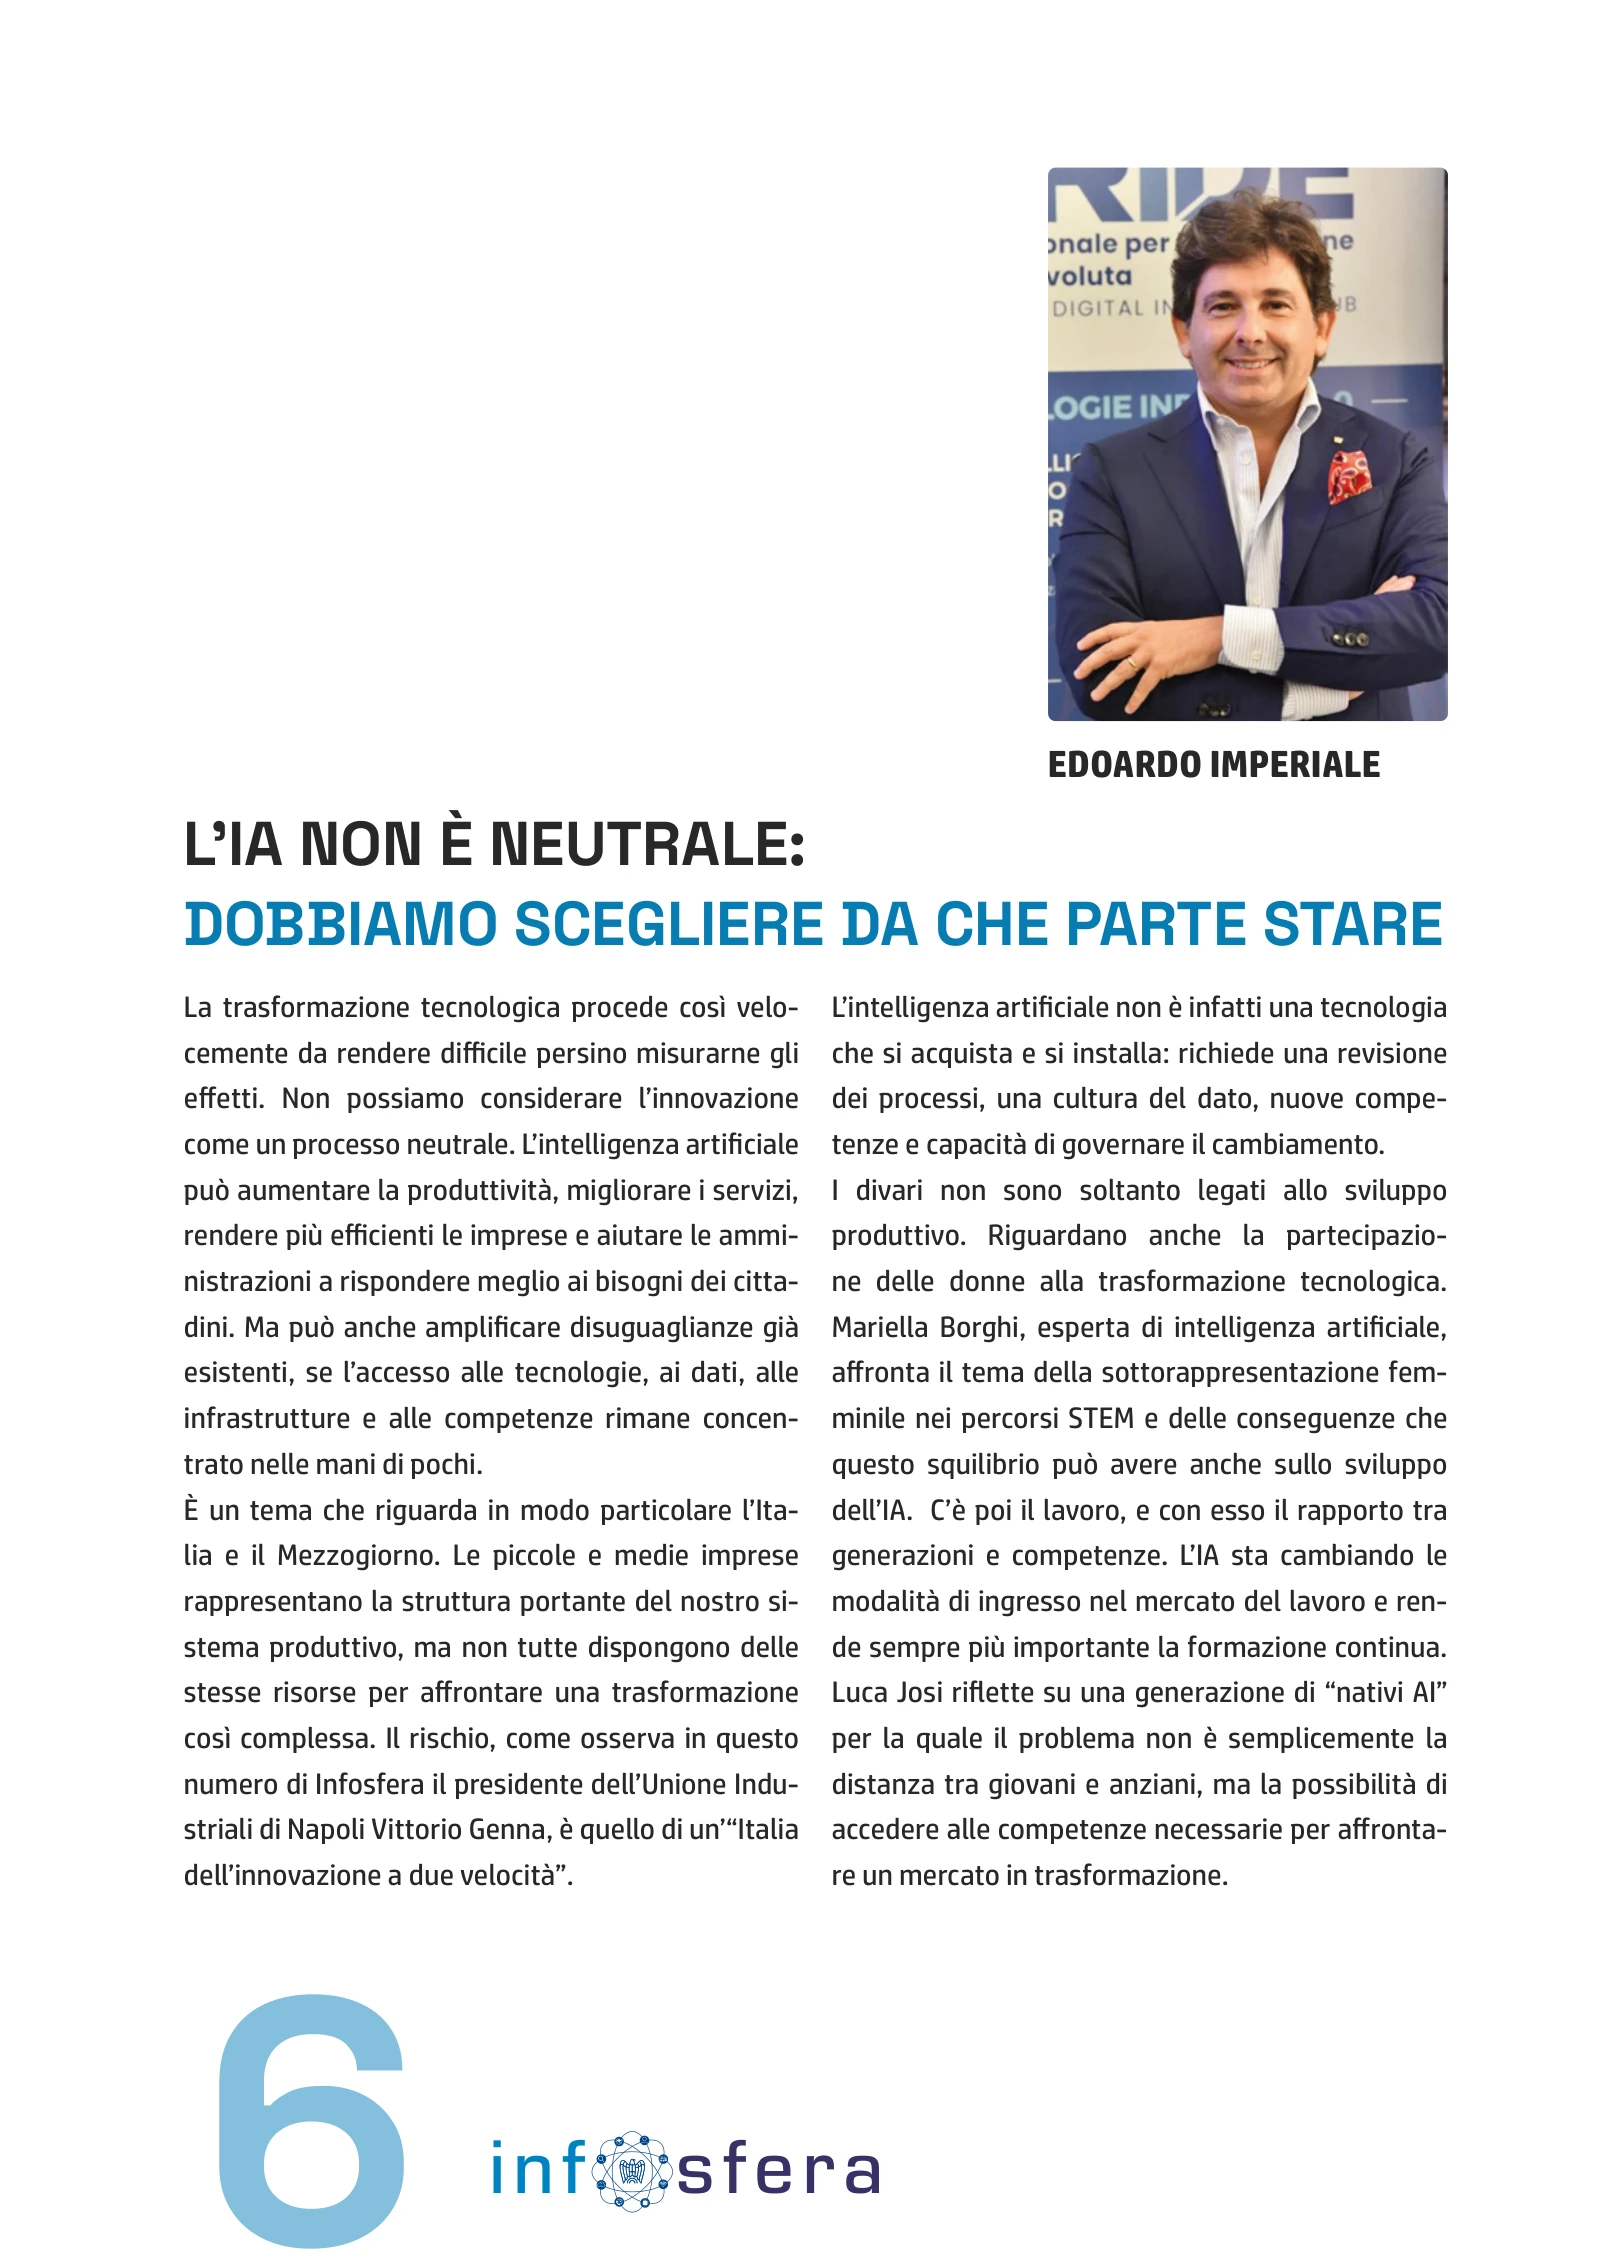 RIDE
onale per
ne
voluta
DIGITAL IN
UB
LOGIE INF
0
EDOARDO IMPERIALE
L’IA NON È NEUTRALE:
DOBBIAMO SCEGLIERE DA CHE PARTE STARE
La trasformazione tecnologica procede così velo-
cemente da rendere difficile persino misurarne gli
effetti. Non possiamo considerare l’innovazione
come un processo neutrale. L’intelligenza artificiale
può aumentare la produttività, migliorare i servizi,
rendere più efficienti le imprese e aiutare le ammi-
nistrazioni a rispondere meglio ai bisogni dei citta-
dini. Ma può anche amplificare disuguaglianze già
esistenti, se l’accesso alle tecnologie, ai dati, alle
infrastrutture e alle competenze rimane concen-
trato nelle mani di pochi.
È un tema che riguarda in modo particolare l’Ita-
lia e il Mezzogiorno. Le piccole e medie imprese
rappresentano la struttura portante del nostro si-
stema produttivo, ma non tutte dispongono delle
stesse risorse per affrontare una trasformazione
così complessa. Il rischio, come osserva in questo
numero di Infosfera il presidente dell’Unione Indu-
striali di Napoli Vittorio Genna, è quello di un’“Italia
dell’innovazione a due velocità”.
L’intelligenza artificiale non è infatti una tecnologia
che si acquista e si installa: richiede una revisione
dei processi, una cultura del dato, nuove compe-
tenze e capacità di governare il cambiamento.
I divari non sono soltanto legati allo sviluppo
produttivo. Riguardano anche la partecipazio-
ne delle donne alla trasformazione tecnologica.
Mariella Borghi, esperta di intelligenza artificiale,
affronta il tema della sottorappresentazione fem-
minile nei percorsi STEM e delle conseguenze che
questo squilibrio può avere anche sullo sviluppo
dell’IA. C’è poi il lavoro, e con esso il rapporto tra
generazioni e competenze. L’IA sta cambiando le
modalità di ingresso nel mercato del lavoro e ren-
de sempre più importante la formazione continua.
Luca Josi riflette su una generazione di “nativi AI”
per la quale il problema non è semplicemente la
distanza tra giovani e anziani, ma la possibilità di
accedere alle competenze necessarie per affronta-
re un mercato in trasformazione.
6
infosfera